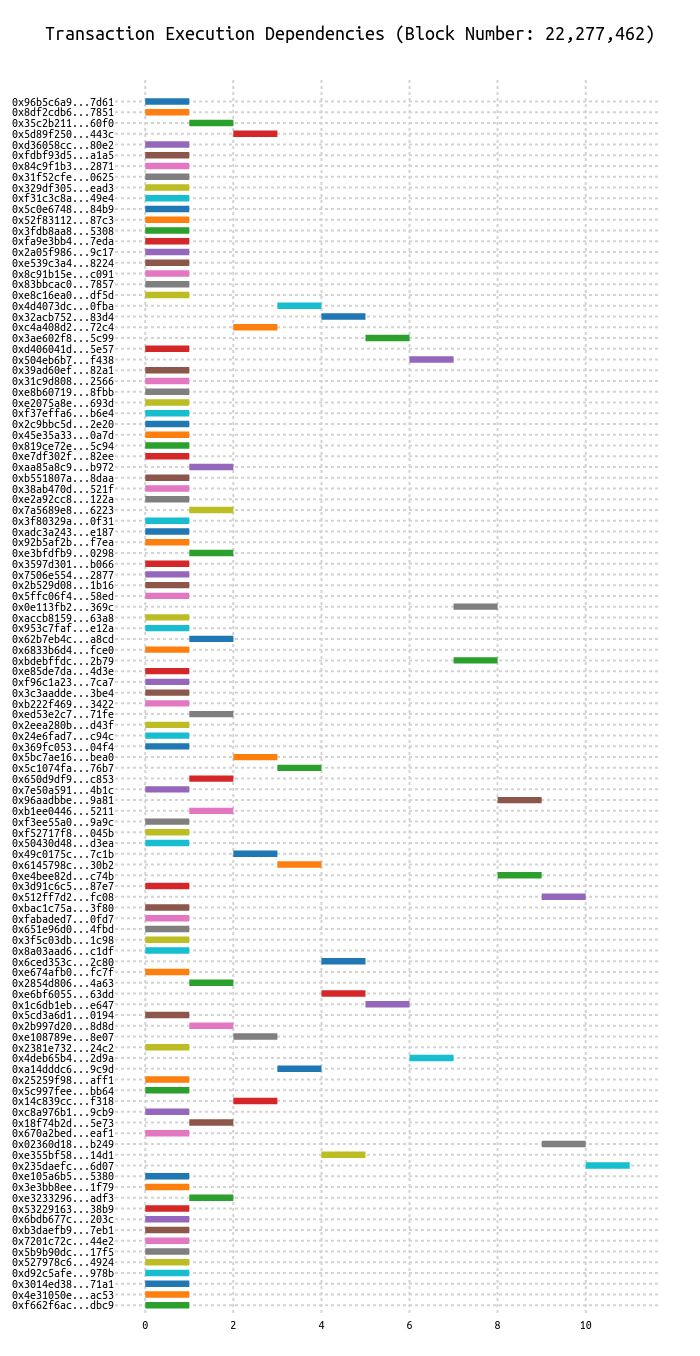 Transaction Execution Dependencies (Block Number: 22,277,462)
0x96b5c6a9...7d61
0x8df2cdb6...7851
0x35c2b211...60f0
0x5d89f250...443c
0xd36058cc...80e2
0xfdbf93d5...a1a5
0x84c9f1b3...2871
0x31f52cfe...0625
0x329df305...ead3
0xf31c3c8a...49e4
0x5c0e6748...84b9
0x52f83112...87c3
0x3fdb8aa8...5308
0xfa9e3bb4...7eda
0x2a05f986...9c17
0xe539c3a4...8224
0x8c91b15e...c091
0x83bbcac0...7857
0xe8c16ea0...df5d
0x4d4073dc...0fba
0x32acb752...83d4
0xc4a408d2...72c4
0x3ae602f8...5c99
0xd406041d...5e57
0x504eb6b7...f438
0x39ad60ef...82a1
0x31c9d808...2566
0xe8b60719...8fbb
0xe2075a8e...693d
0xf37effa6...b6e4
0x2c9bbc5d...2e20
0x45e35a33...0a7d
0x819ce72e...5c94
0xe7df302f...82ee
0xaa85a8c9...b972
0xb551807a...8daa
0x38ab470d...521f
0xe2a92cc8...122a
0x7a5689e8...6223
0x3f80329a...0f31
0xadc3a243...e187
0x92b5af2b...f7ea
0xe3bfdfb9...0298
0x3597d301...b066
0x7506e554...2877
0x2b529d08...1b16
0x5ffc06f4...58ed
0x0e113fb2...369c
0xaccb8159...63a8
0x953c7faf...e12a
0x62b7eb4c...a8cd
0x6833b6d4...fce0
0xbdebffdc...2b79
0xe85de7da...4d3e
0xf96c1a23...7ca7
0x3c3aadde...3be4
0xb222f469...3422
0xed53e2c7...71fe
0x2eea280b...d43f
0x24e6fad7...c94c
0x369fc053...04f4
0x5bc7ae16...bea0
0x5c1074fa...76b7
0x650d9df9...c853
0x7e50a591...4b1c
0x96aadbbe...9a81
0xb1ee0446...5211
0xf3ee55a0...9a9c
0xf52717f8...045b
0x50430d48...d3ea
0x49c0175c...7c1b
0x6145798c...30b2
0xe4bee82d...c74b
0x3d91c6c5...87e7
0x512ff7d2...fc08
0xbac1c75a...3f80
0xfabaded7...0fd7
0x651e96d0...4fbd
0x3f5c03db...1c98
0x8a03aad6...c1df
0x6ced353c...2c80
0xe674afb0...fc7f
0x2854d806...4a63
0xe6bf6055...63dd
0x1c6db1eb...e647
0x5cd3a6d1...0194
0x2b997d20...8d8d
0xe108789e...8e07
0x2381e732...24c2
0x4deb65b4...2d9a
0xa14dddc6...9c9d
0x25259f98...aff1
0x5c997fee...bb64
0x14c839cc...f318
0xc8a976b1...9cb9
0x18f74b2d...5e73
0x670a2bed...eaf1
0x02360d18...b249
0xe355bf58...14d1
0x235daefc...6d07
0xe105a6b5...5380
0x3e3bb8ee...1f79
0xe3233296...adf3
0x53229163...38b9
0x6bdb677c...203c
0xb3daefb9...7eb1
0x7201c72c...44e2
0x5b9b90dc...17f5
0x527978c6...4924
0xd92c5afe...978b
0x3014ed38...71a1
0x4e31050e...ac53
0xf662f6ac...dbc9
0 2 4 6 8 10